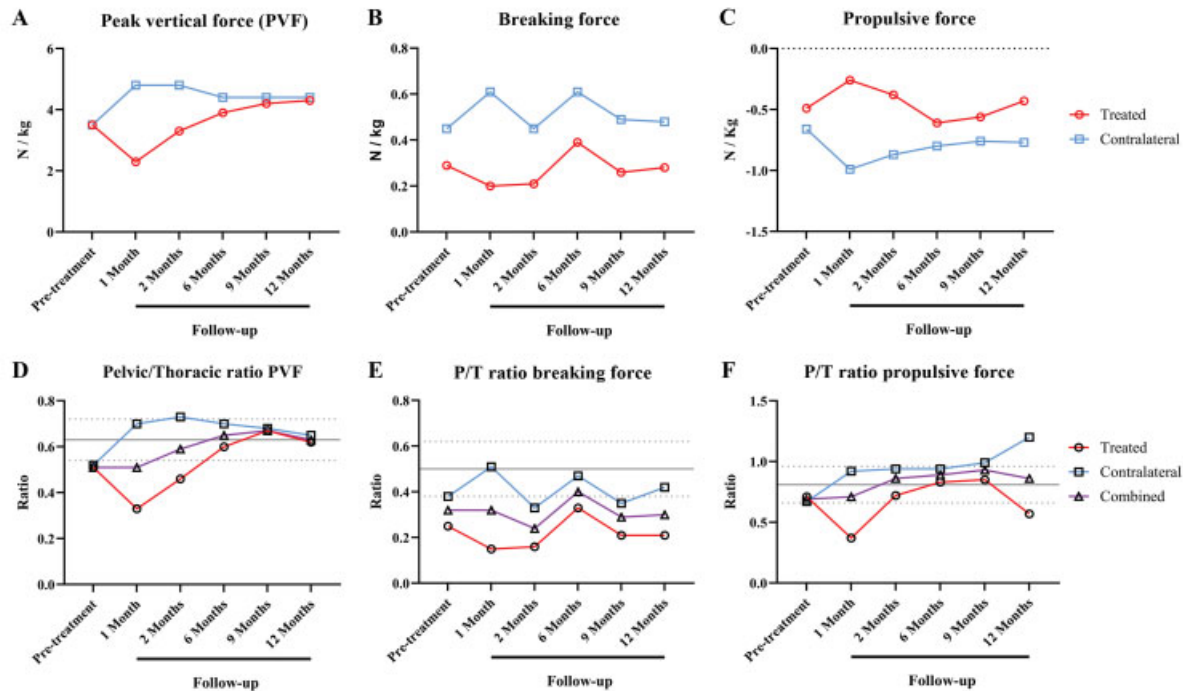 A Peak vertical force (PVF)
N / kg
6
4
2
0
Pre-treatment
1 Month
2 Months
6 Months
9 Months
12 Months
Follow-up
B Breaking force
N / kg
0.8
0.6
0.4
0.2
0.0
Pre-treatment
1 Month
2 Months
6 Months
9 Months
12 Months
Follow-up
C Propulsive force
N / Kg
0.0
-0.5
-1.0
-1.5
Pre-treatment
1 Month
2 Months
6 Months
9 Months
12 Months
Follow-up
Treated
Contralateral
D Pelvic/Thoracic ratio PVF
Ratio
0.8
0.6
0.4
0.2
0.0
Pre-treatment
1 Month
2 Months
6 Months
9 Months
12 Months
Follow-up
E P/T ratio breaking force
Ratio
0.8
0.6
0.4
0.2
0.0
Pre-treatment
1 Month
2 Months
6 Months
9 Months
12 Months
Follow-up
F P/T ratio propulsive force
Ratio
1.5
1.0
0.5
0.0
Pre-treatment
1 Month
2 Months
6 Months
9 Months
12 Months
Follow-up
Treated
Contralateral
Combined